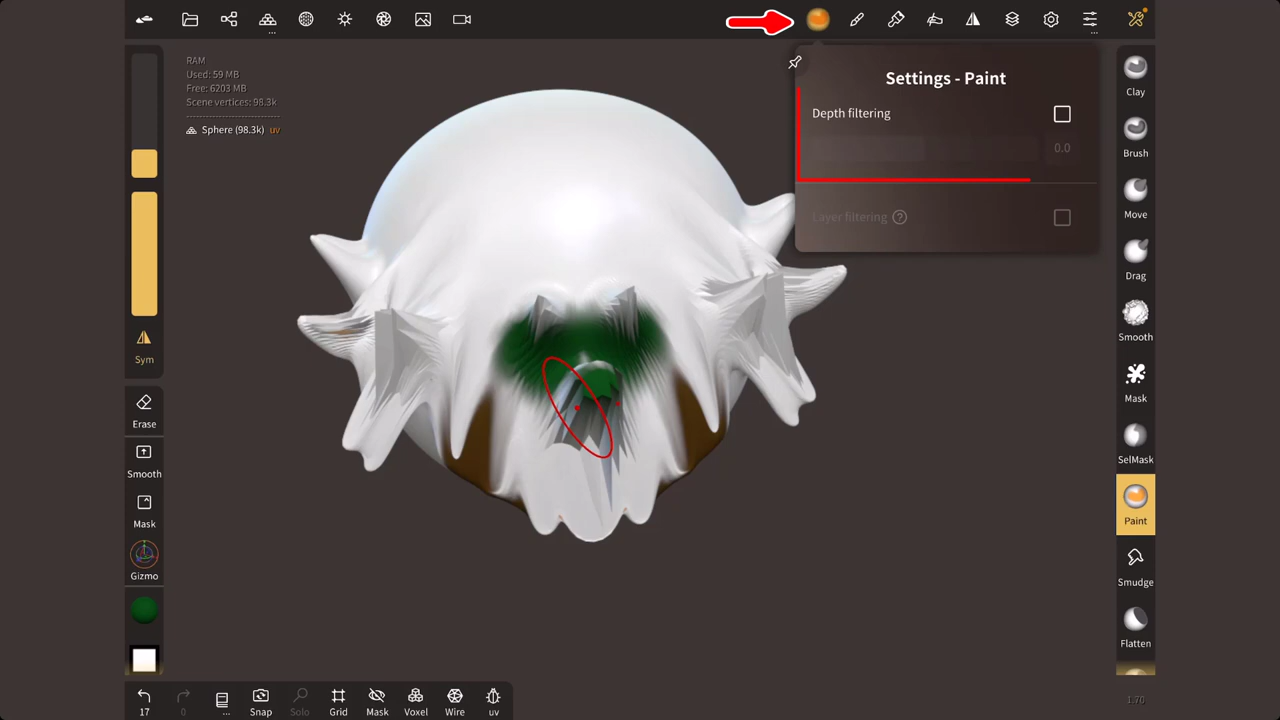 RAM
Used: 59 MB
Free: 6203 MB
Scene vertices: 98.3k
Sphere (98.3k) uv
Settings - Paint
Depth filtering
0.0
Layer filtering ?
Sym
Erase
Smooth
Mask
Gizmo
Clay
Brush
Move
Drag
Smooth
Mask
SelMask
Paint
Smudge
Flatten
17
0
...
Snap
Solo
Grid
Mask
Voxel
Wire
uv
1.70